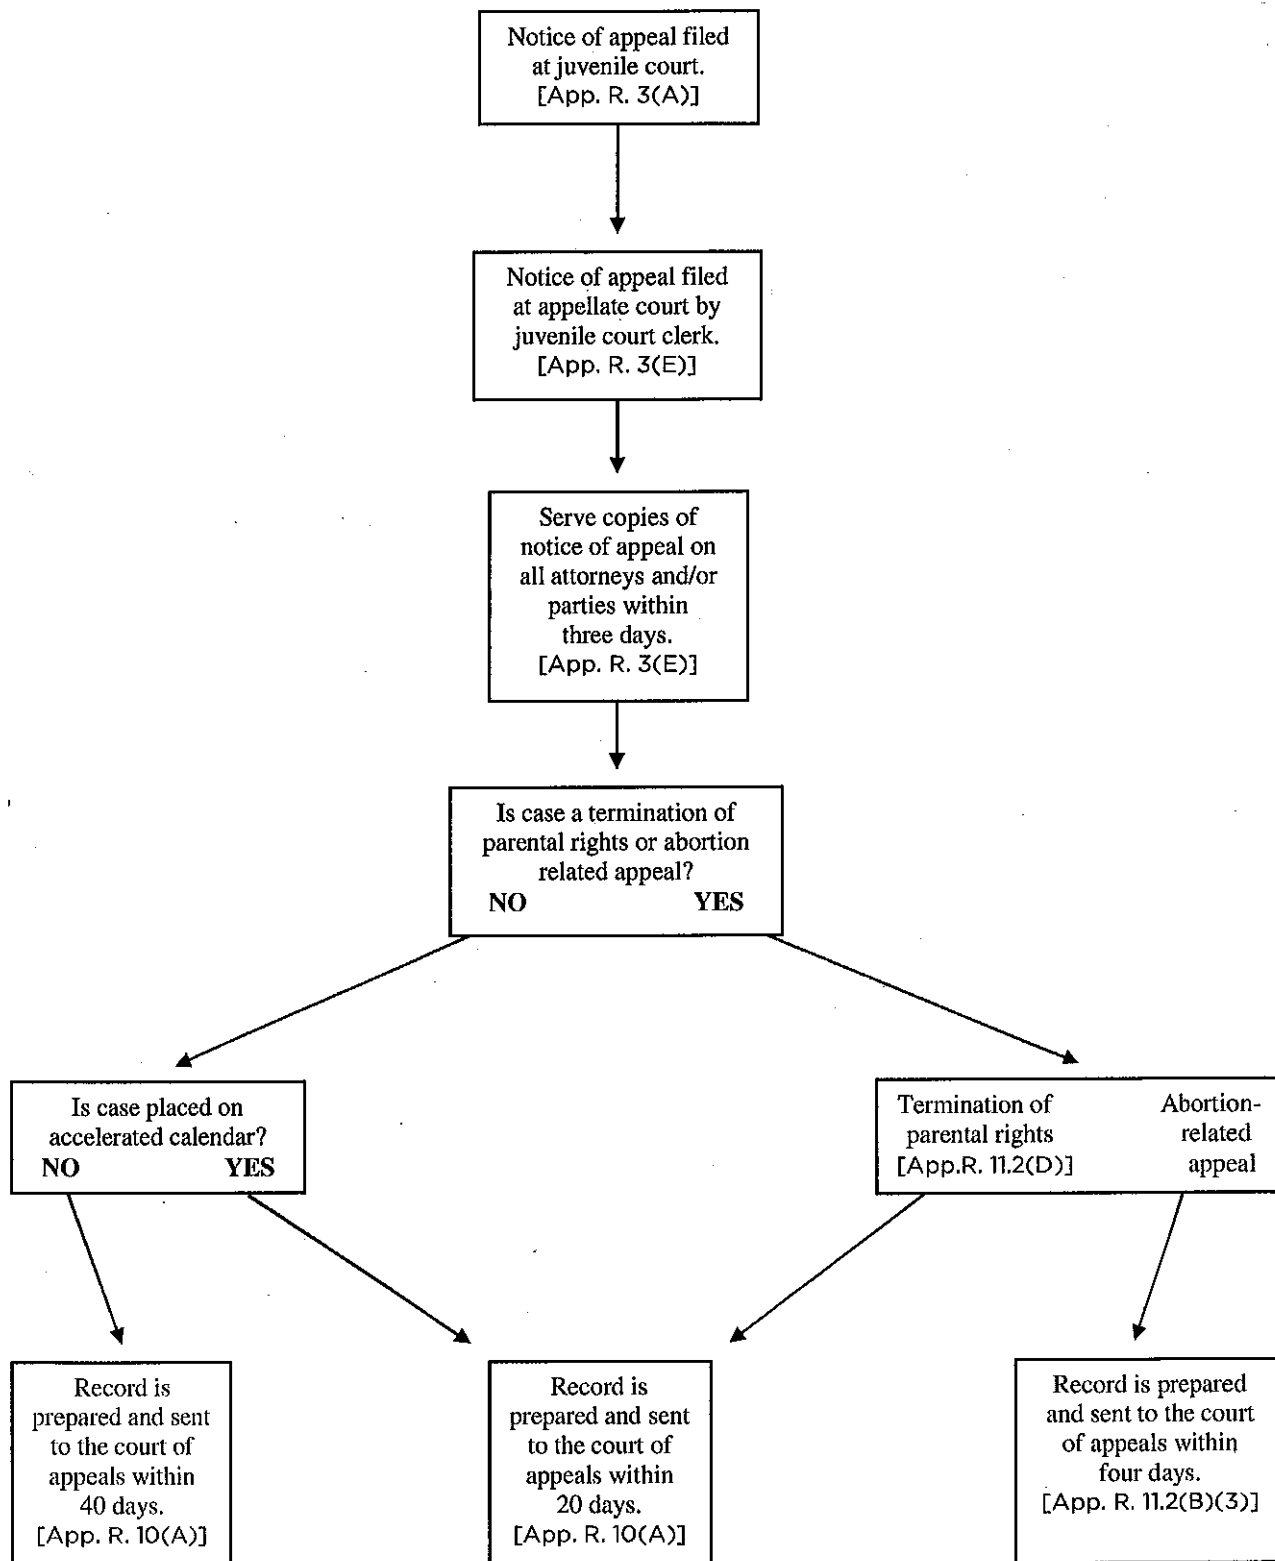 Notice of appeal filed
at juvenile court.
[App. R. 3(A)]
Notice of appeal filed
at appellate court by
juvenile court clerk.
[App. R. 3(E)]
Serve copies of
notice of appeal on
all attorneys and/or
parties within
three days.
[App. R. 3(E)]
Is case a termination of
parental rights or abortion
related appeal?
NO YES
Is case placed on
accelerated calendar?
NO YES
Termination of
parental rights
[App.R. 11.2(D)]
Abortion-
related
appeal
Record is
prepared and sent
to the court of
appeals within
40 days.
[App. R. 10(A)]
Record is
prepared and sent
to the court of
appeals within
20 days.
[App. R. 10(A)]
Record is prepared
and sent to the court
of appeals within
four days.
[App. R. 11.2(B)(3)]